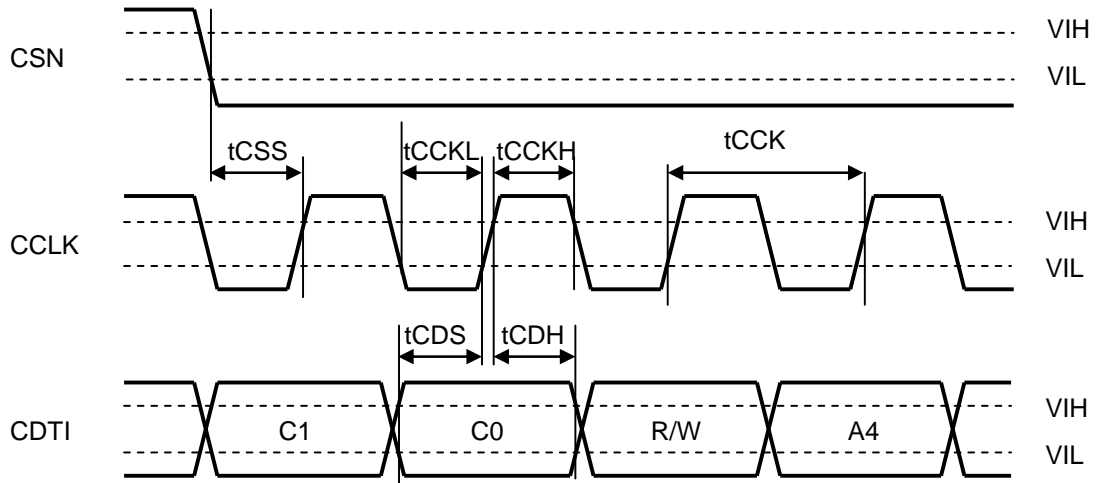 CSN
VIH
VIL
tCSS
tCCKL
tCCKH
tCCK
CCLK
VIH
VIL
tCDS
tCDH
CDTI
C1
C0
R/W
A4
VIH
VIL